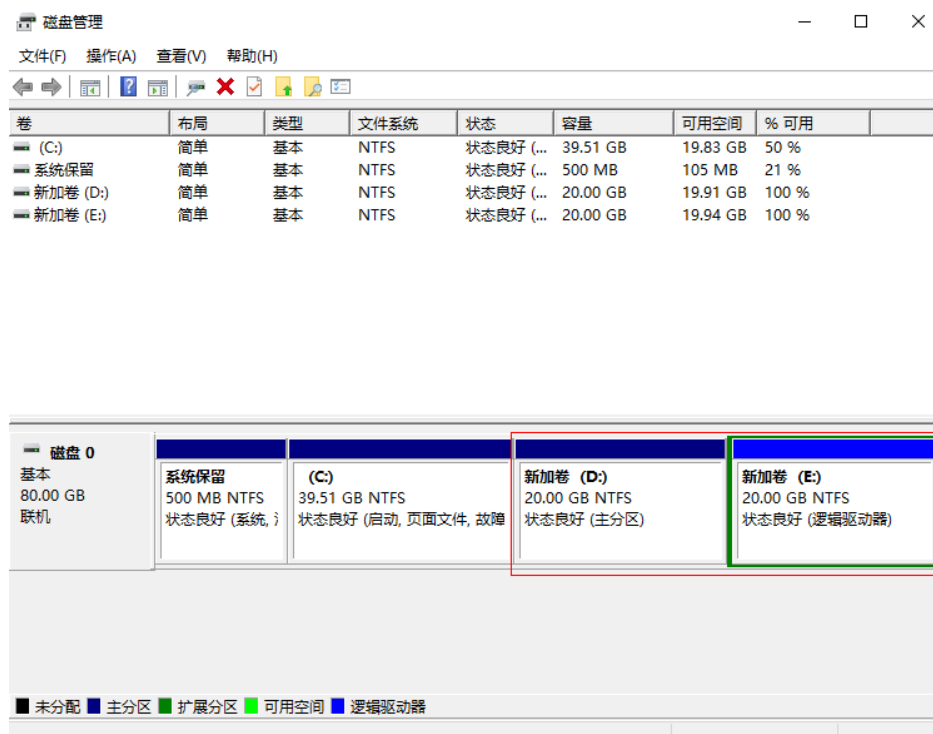 磁盘管理
文件(F) 操作(A) 查看(V) 帮助(H)
卷 布局 类型 文件系统 状态 容量 可用空间 % 可用
(C:) 简单 基本 NTFS 状态良好 (... 39.51 GB 19.83 GB 50 %
系统保留 简单 基本 NTFS 状态良好 (... 500 MB 105 MB 21 %
新加卷 (D:) 简单 基本 NTFS 状态良好 (... 20.00 GB 19.91 GB 100 %
新加卷 (E:) 简单 基本 NTFS 状态良好 (... 20.00 GB 19.94 GB 100 %
磁盘 0
基本
80.00 GB
联机
系统保留
500 MB NTFS
状态良好 (系统,
(C:)
39.51 GB NTFS
状态良好 (启动, 页面文件, 故障
新加卷 (D:)
20.00 GB NTFS
状态良好 (主分区)
新加卷 (E:)
20.00 GB NTFS
状态良好 (逻辑驱动器)
未分配 主分区 扩展分区 可用空间 逻辑驱动器